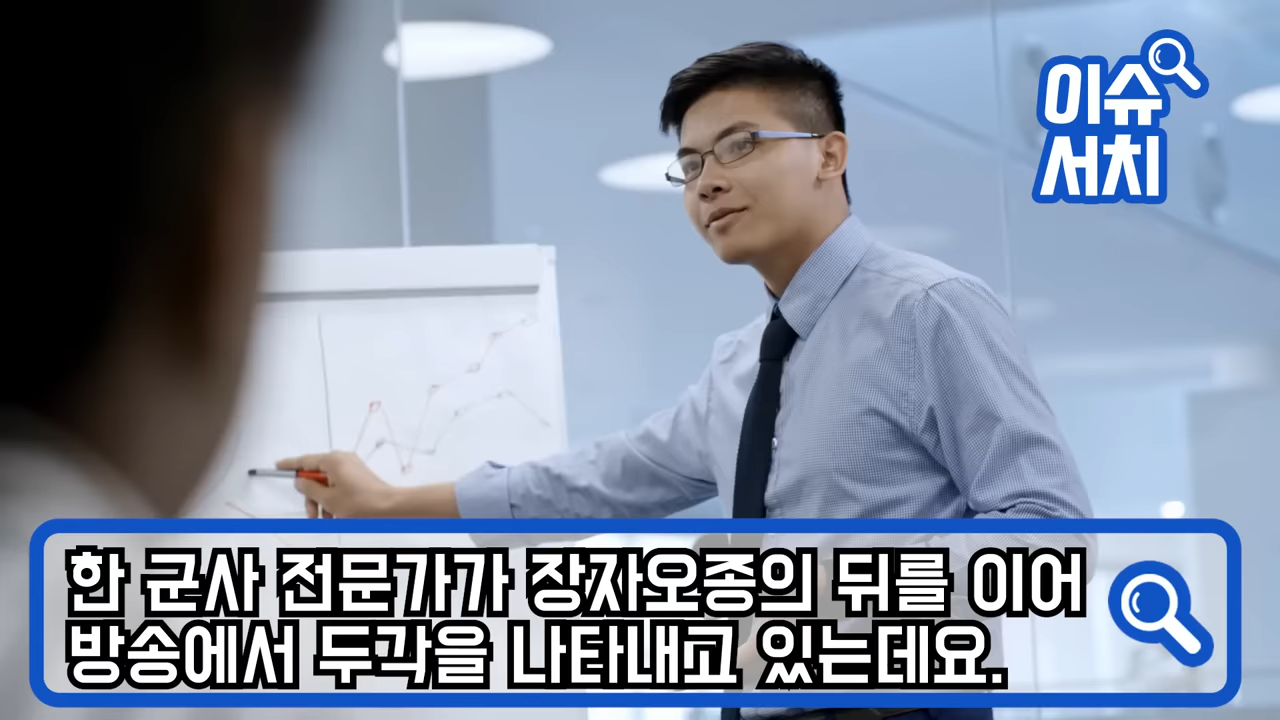 이슈
서치
한 군사 전문가가 장자오종의 뒤를 이어
방송에서 두각을 나타내고 있는데요.